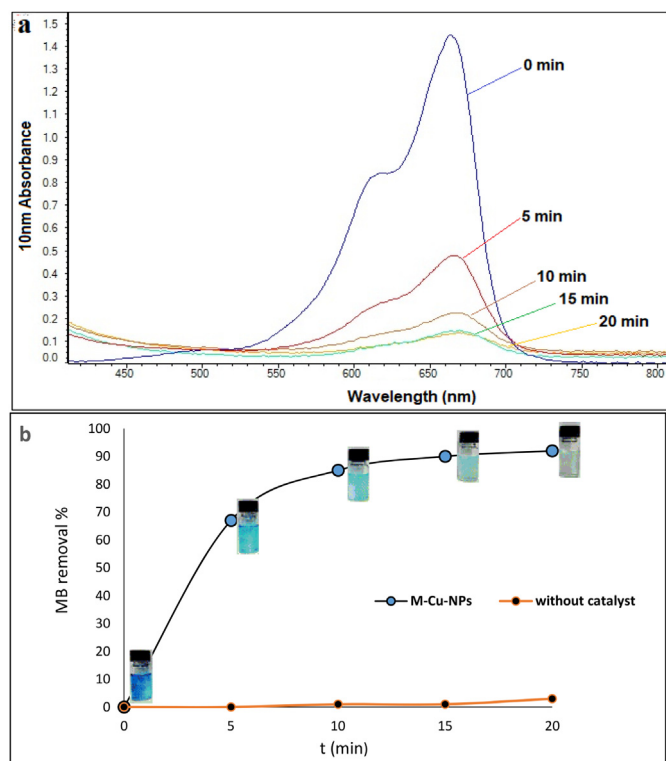 a
10nm Absorbance
1.5
1.4
1.3
1.2
1.1
1.0
0.9
0.8
0.7
0.6
0.5
0.4
0.3
0.2
0.1
0.0
0 min
5 min
10 min
15 min
20 min
450 500 550 600 650 700 750 800
Wavelength (nm)
b
MB removal %
100
90
80
70
60
50
40
30
20
10
0
M-Cu-NPs without catalyst
0 5 10 15 20
t (min)